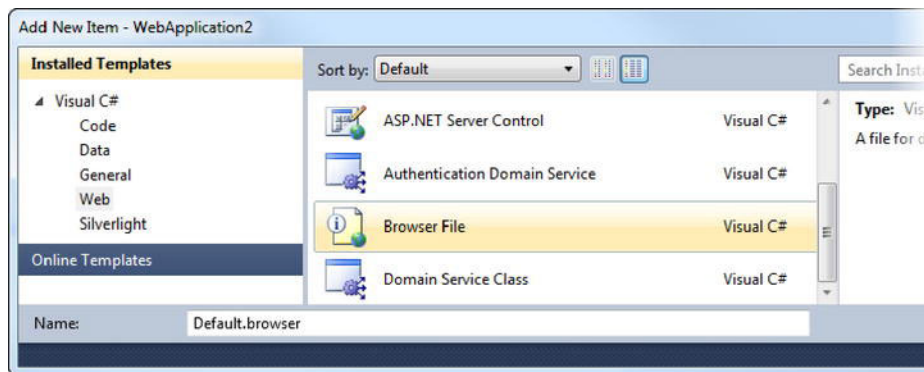 Add New Item - WebApplication2
Installed Templates
Visual C#
Code
Data
General
Web
Silverlight
Online Templates
Sort by: Default
ASP.NET Server Control Visual C#
Authentication Domain Service Visual C#
Browser File Visual C#
Domain Service Class Visual C#
Search
Type:
A file for
Name: Default.browser